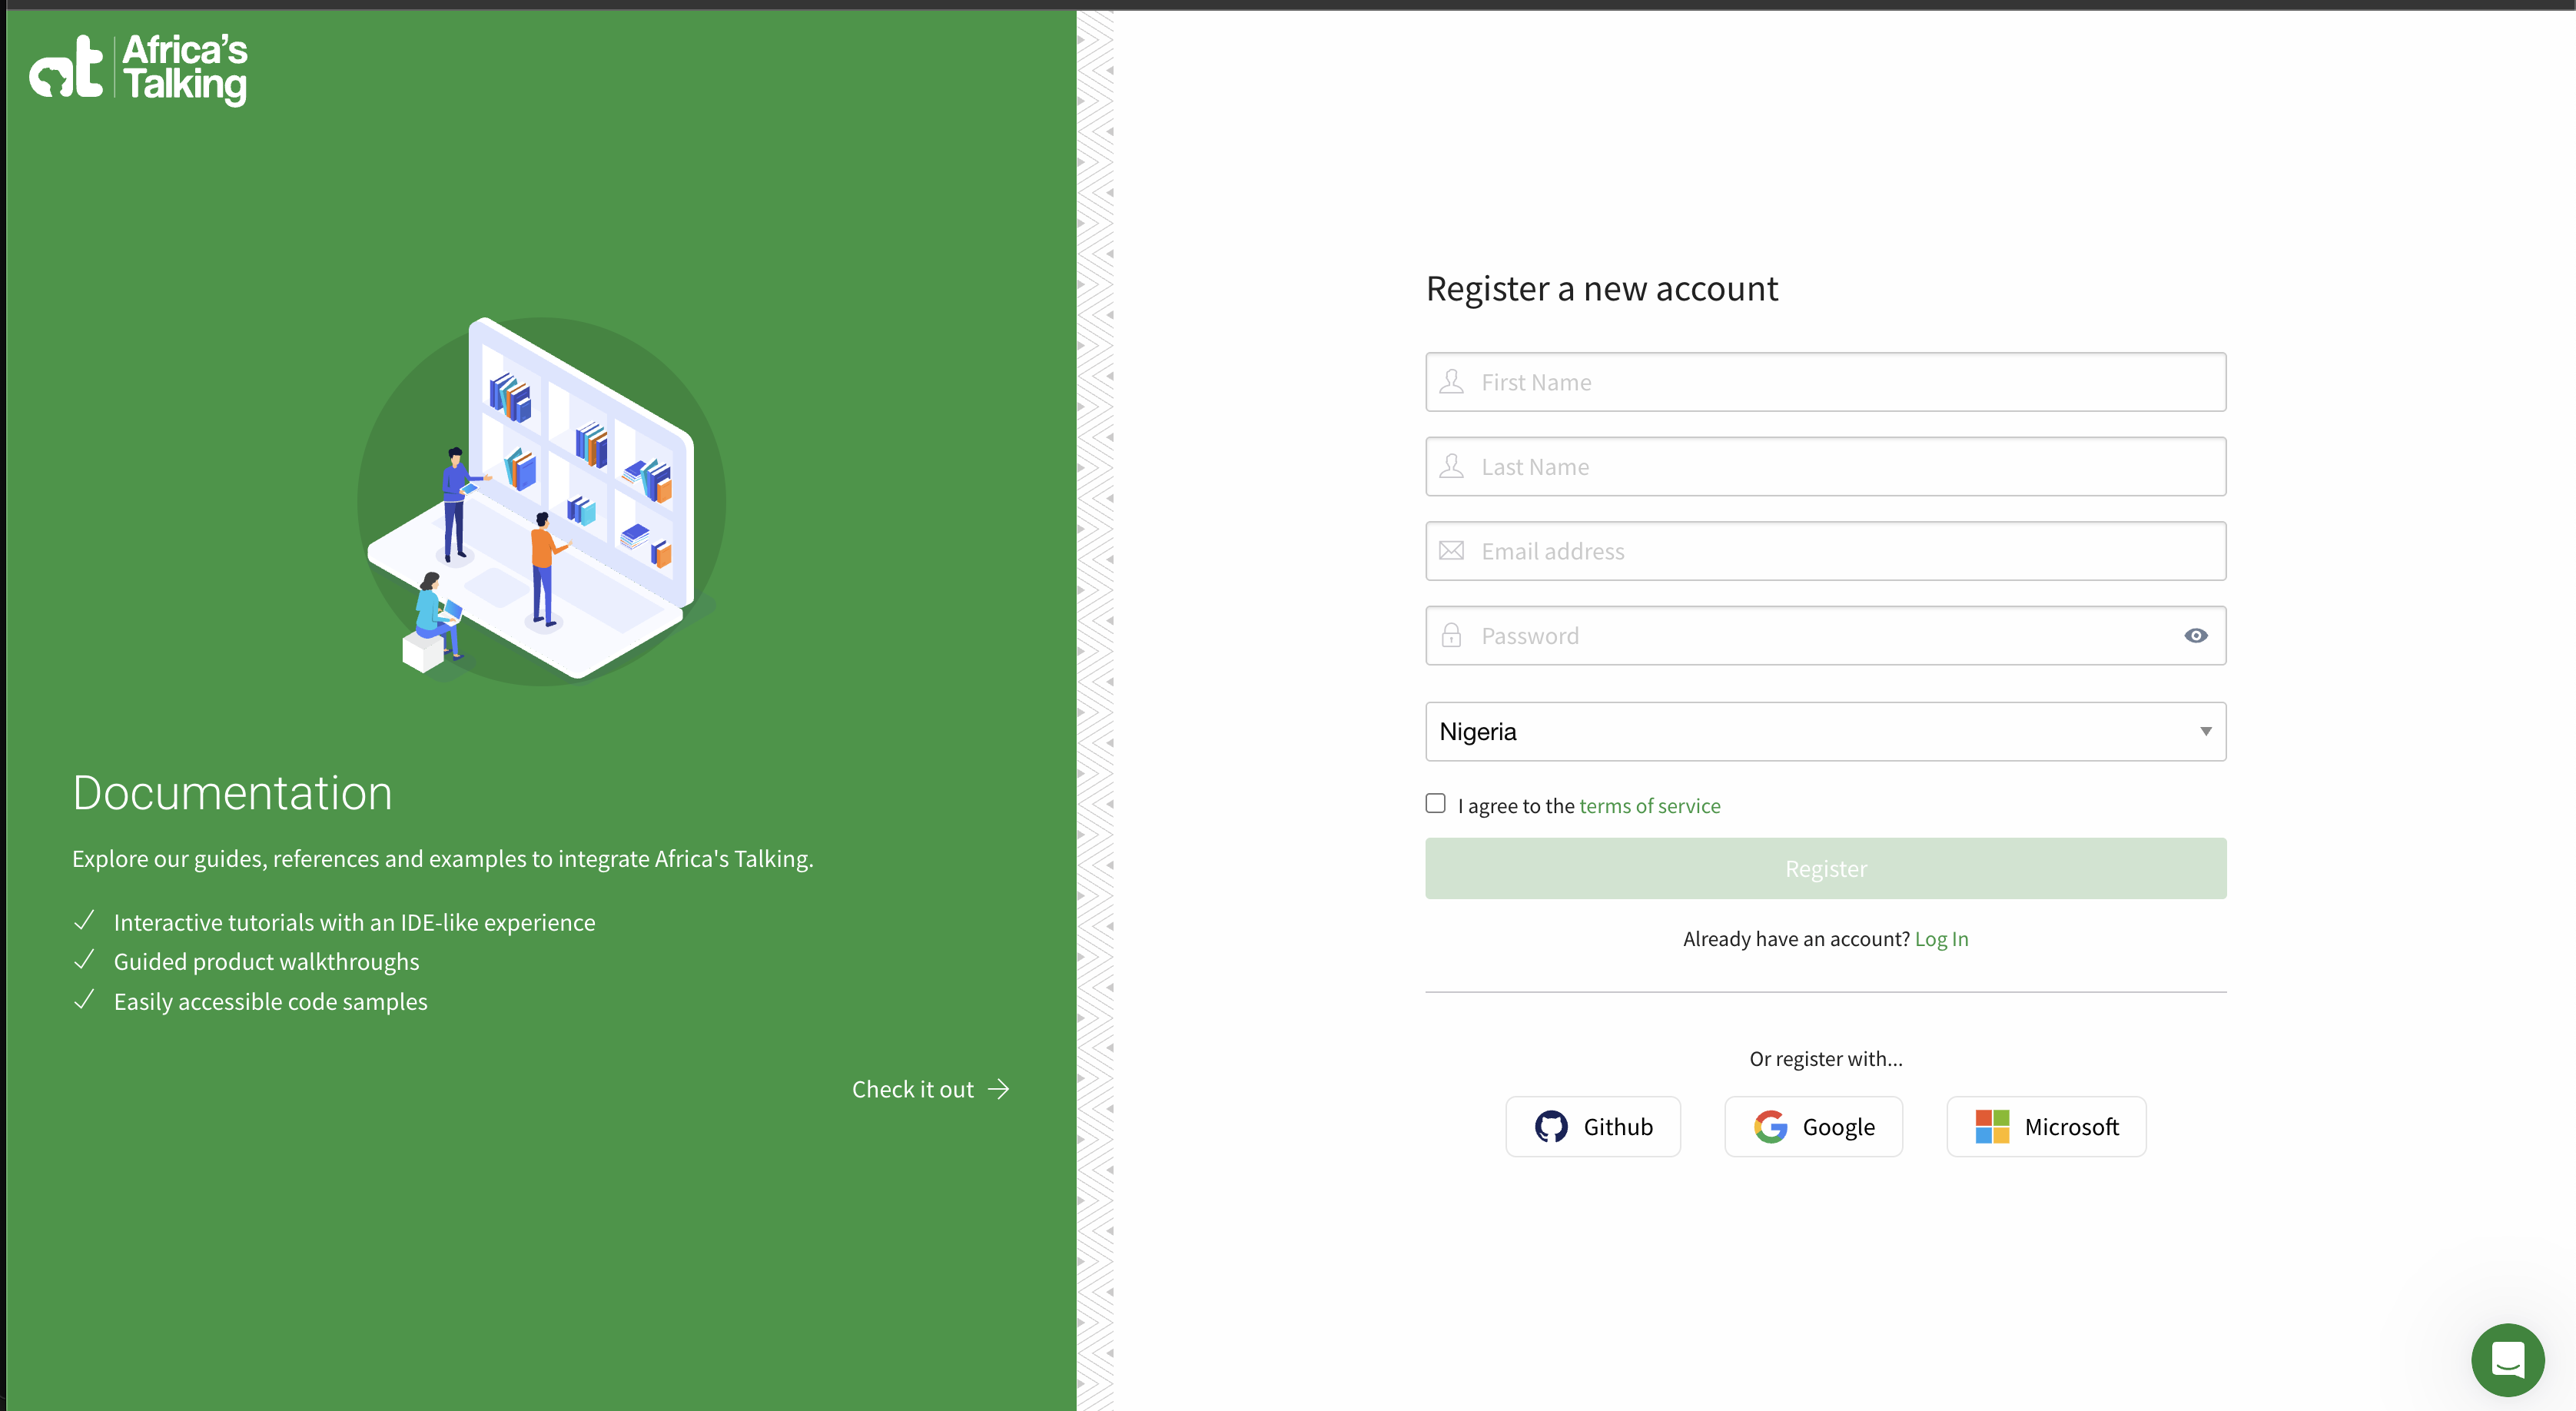 at
Africa's
Talking
Documentation
Explore our guides, references and examples to integrate Africa's Talking.
Interactive tutorials with an IDE-like experience
Guided product walkthroughs
Easily accessible code samples
Check it out
Register a new account
First Name
Last Name
Email address
Password
Nigeria
I agree to the terms of service
Register
Already have an account? Log In
Or register with...
Github
Google
Microsoft